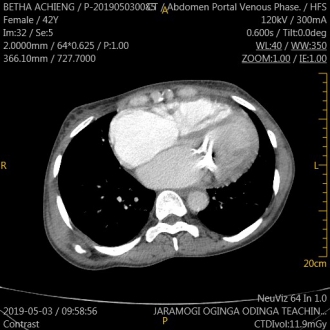 BETHA ACHIENG / P-2019050300
Abdomen Portal Venous Phase. / HFS
Female / 42Y
120kV / 300mA
Im:32 / Se:5
0.600s / Tilt:0.0
2.0000mm / 64*0.625 / P:1.00
WL:40 WW:350
366.10mm / 727.7000
ZOOM:1.00 / IE:1.00
A
R
L
20cm
P
NeuViz 64 In 1.0
2019-05-03 / 09:58:56
JARAMOGI OGINGA ODINGA TEACHIN...
Contrast
CTDIvol:11.9mGy